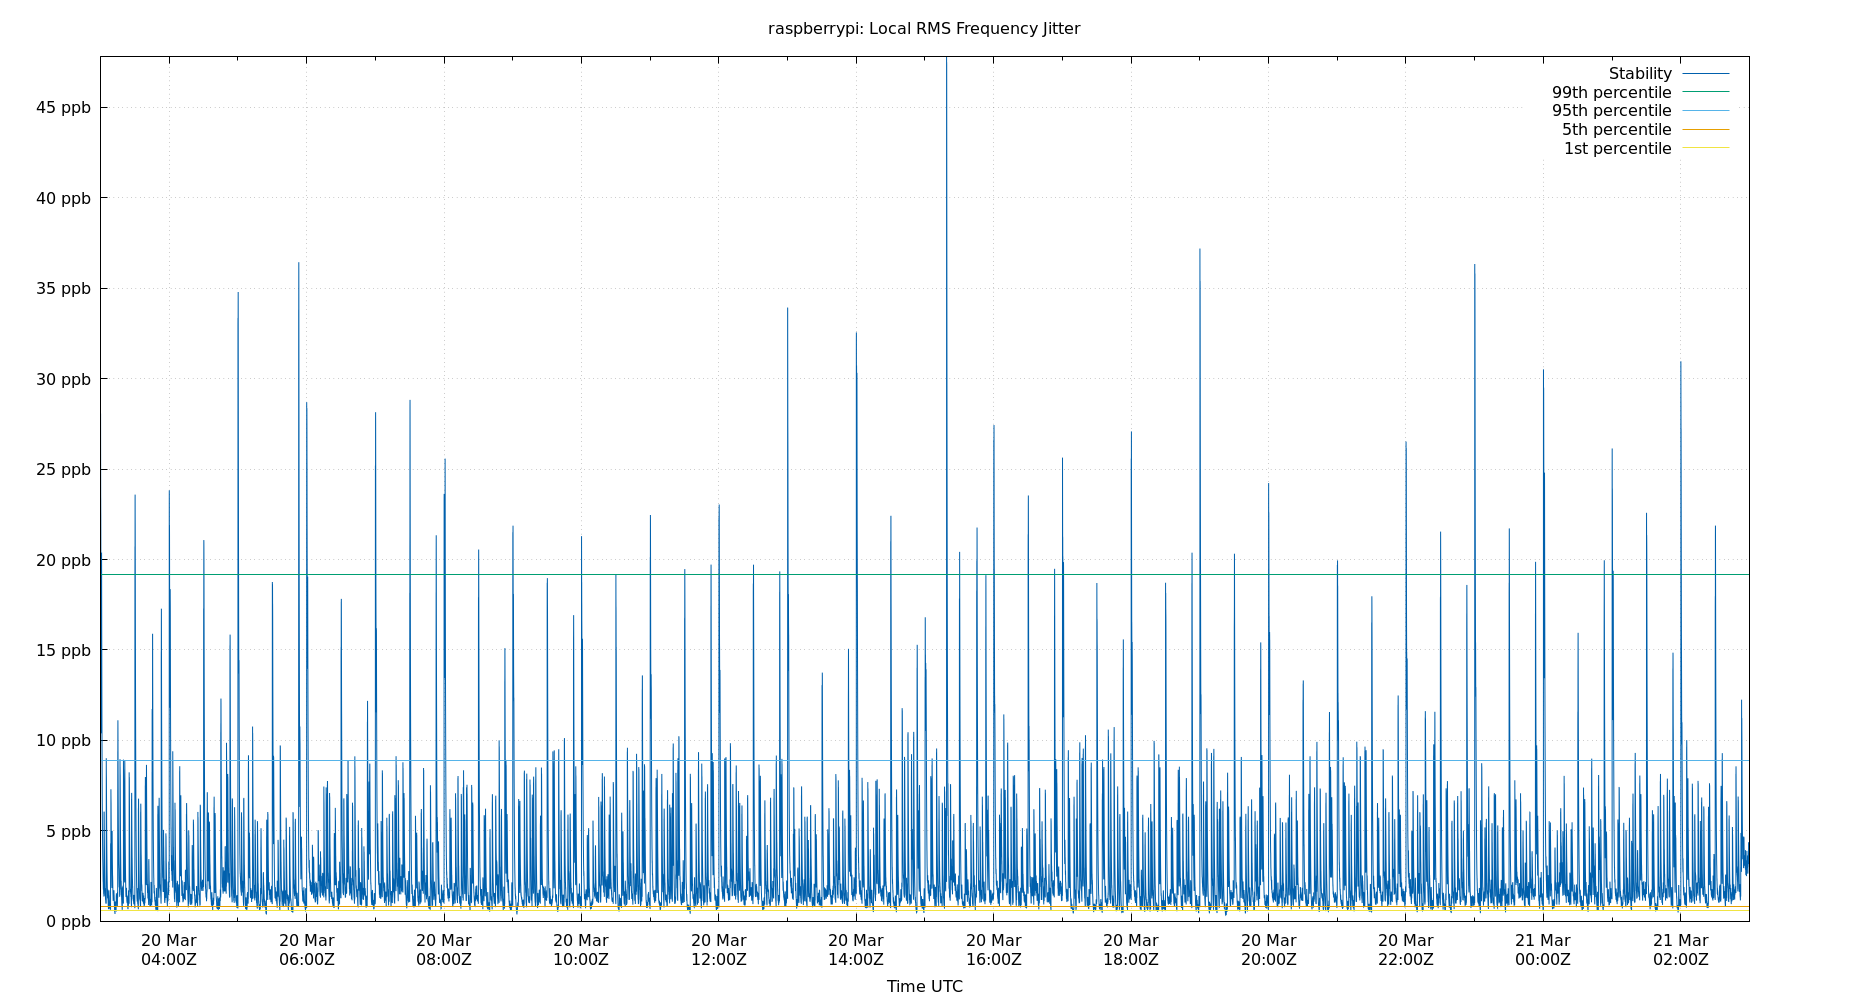 raspberrypi: Local RMS Frequency Jitter
Stability
99th percentile
95th percentile
5th percentile
1st percentile
45 ppb
40 ppb
35 ppb
30 ppb
25 ppb
20 ppb
15 ppb
10 ppb
5 ppb
0 ppb
20 Mar 20 Mar 20 Mar 20 Mar 20 Mar 20 Mar 20 Mar 20 Mar 20 Mar 20 Mar 21 Mar 21 Mar
04:00Z 06:00Z 08:00Z 10:00Z 12:00Z 14:00Z 16:00Z 18:00Z 20:00Z 22:00Z 00:00Z 02:00Z
Time UTC